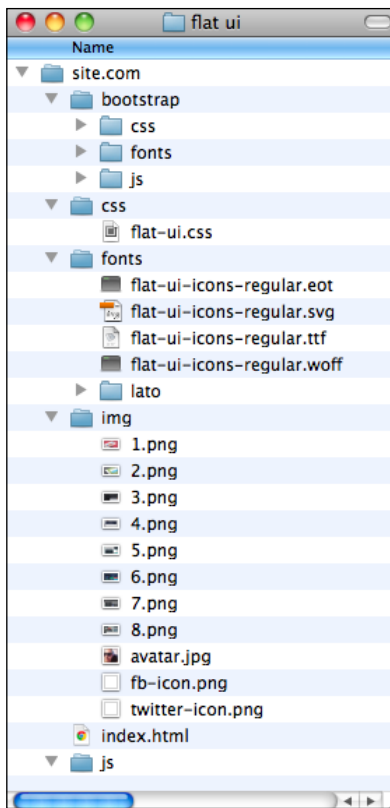 flat ui
Name
site.com
bootstrap
css
fonts
js
css
flat-ui.css
fonts
flat-ui-icons-regular.eot
flat-ui-icons-regular.svg
flat-ui-icons-regular.ttf
flat-ui-icons-regular.woff
lato
img
1.png
2.png
3.png
4.png
5.png
6.png
7.png
8.png
avatar.jpg
fb-icon.png
twitter-icon.png
index.html
js